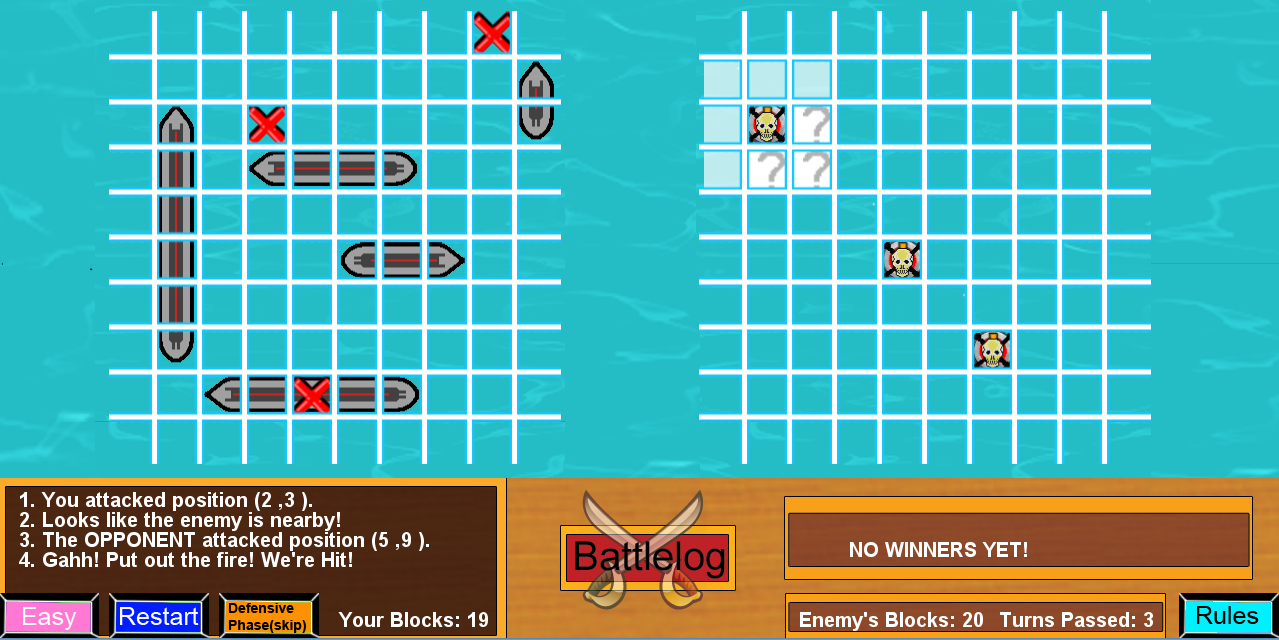 ?
? ?
1. You attacked position (2 ,3 ).
2. Looks like the enemy is nearby!
3. The OPPONENT attacked position (5 ,9 ).
4. Gahh! Put out the fire! We're Hit!
Easy
Restart
Defensive
Phase(skip)
Your Blocks: 19
Battlelog
NO WINNERS YET!
Enemy's Blocks: 20 Turns Passed: 3
Rules